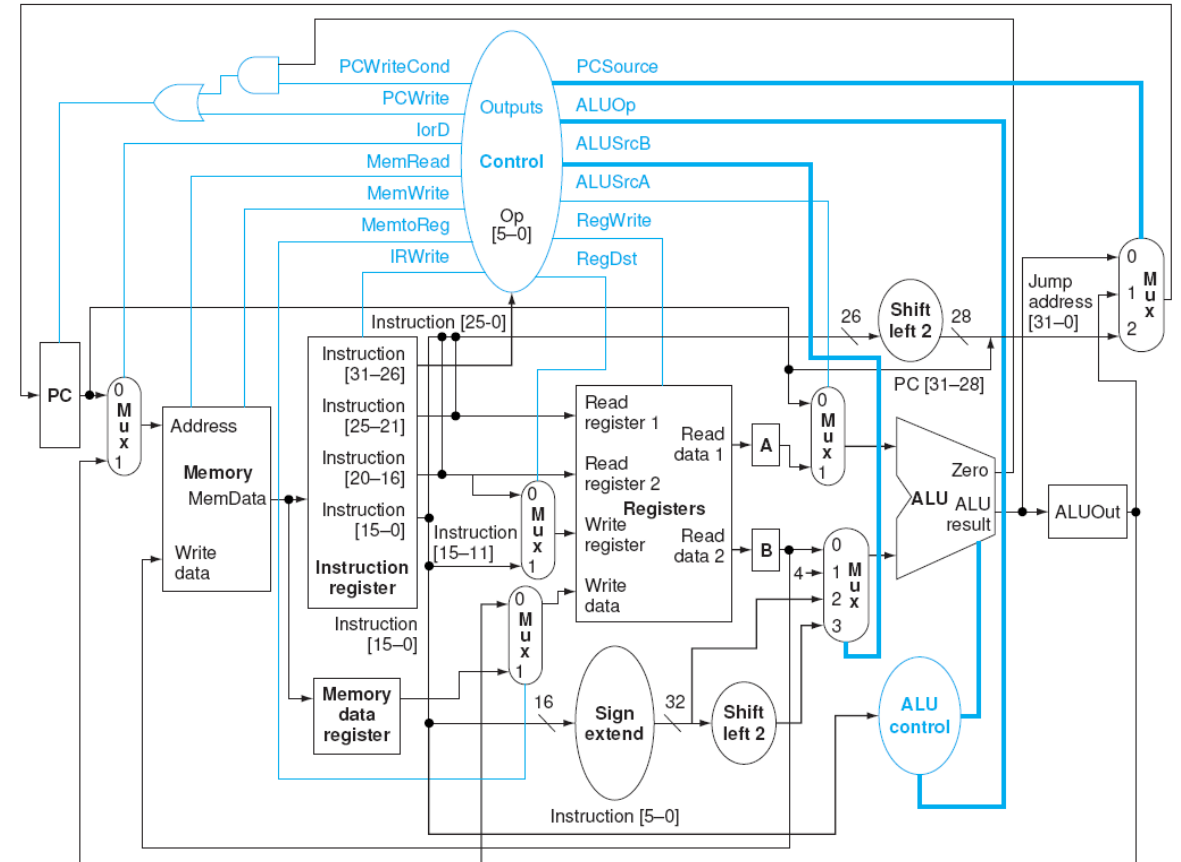 PCWriteCond
PCWrite
IorD
MemRead
MemWrite
MemtoReg
IRWrite
Outputs
Control
Op
[5–0]
PCSource
ALUOp
ALUSrcB
ALUSrcA
RegWrite
RegDst
PC
0
M
u
x
1
Address
Memory
MemData
Write
data
Instruction [25-0]
Instruction
[31–26]
Instruction
[25–21]
Instruction
[20–16]
Instruction
[15–0]
Instruction
register
Instruction
[15–0]
Memory
data
register
Instruction
[15–11]
0
M
u
x
1
0
M
u
x
1
Read
register 1
Read
register 2
Registers
Write
register
Write
data
Read
data 1
Read
data 2
A
B
16
Sign
extend
32
Shift
left 2
Instruction [5–0]
0
M
u
x
1
4
0
1
2
3
M
u
x
26
Shift
left 2
28
PC [31–28]
Jump
address
[31–0]
0
1
2
M
u
x
Zero
ALU
ALU
result
ALUOut
ALU
control